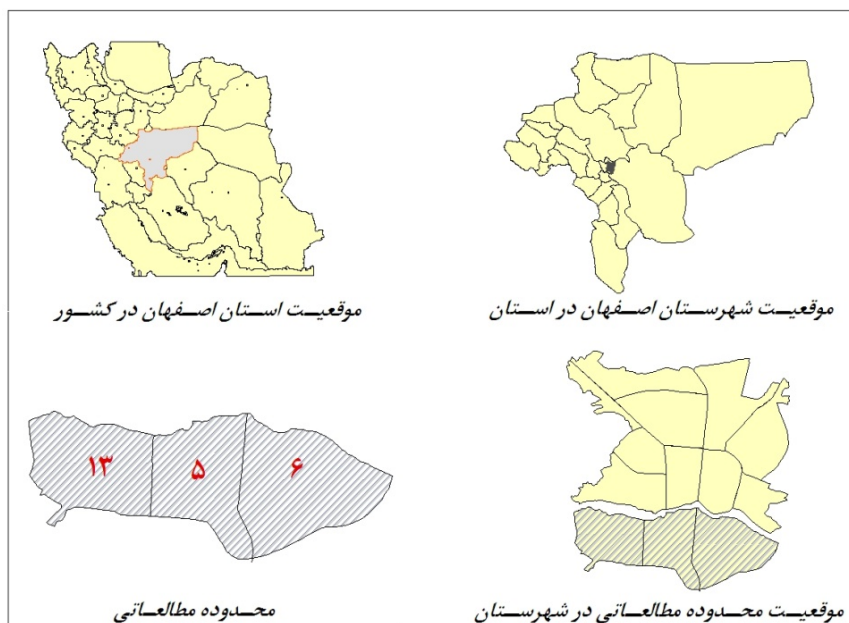 موقعیت شهرستان اصفهان در استان
موقعیت استان اصفهان در کشور
۱۳
۵
۶
موقعیت محدوده مطالعاتی در شهرستان
محدوده مطالعاتی